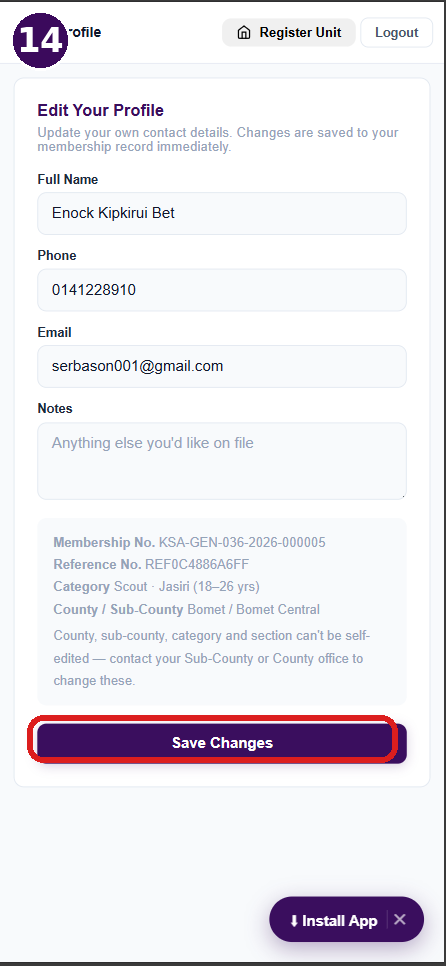 14
rofile
Register Unit
Logout
Edit Your Profile
Update your own contact details. Changes are saved to your
membership record immediately.
Full Name
Enock Kipkirui Bet
Phone
0141228910
Email
serbason001@gmail.com
Notes
Anything else you'd like on file
Membership No. KSA-GEN-036-2026-000005
Reference No. REF0C4886A6FF
Category Scout · Jasiri (18–26 yrs)
County / Sub-County Bomet / Bomet Central
County, sub-county, category and section can't be self-
edited — contact your Sub-County or County office to
change these.
Save Changes
⬇ Install App ✕